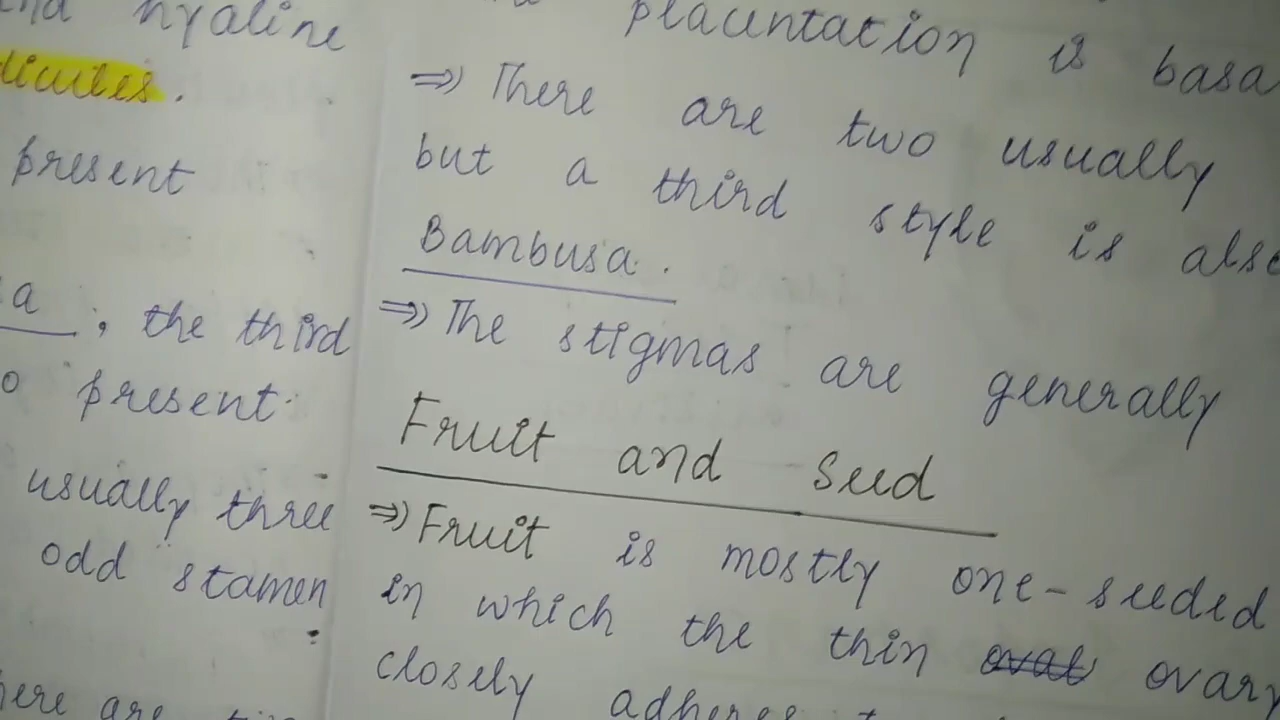 hyaline
present
a, the third
present.
usually three
odd stamen
placentation is basa
⇒ There are two usually
but a third style is also
Bambusa.
⇒ The stigmas are generally
Fruit and Seed
⇒ Fruit is mostly one-seeded
in which the thin ovary
closely adheres